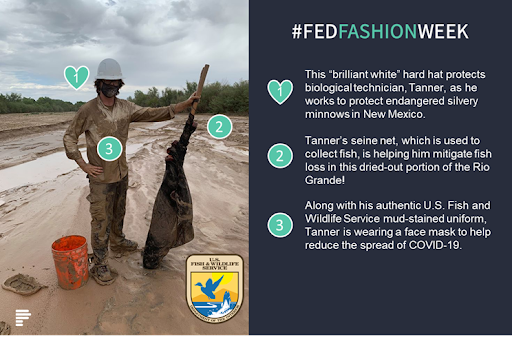 #FEDFASHIONWEEK
1
This “brilliant white” hard hat protects
biological technician, Tanner, as he
works to protect endangered silvery
minnows in New Mexico.
2
Tanner’s seine net, which is used to
collect fish, is helping him mitigate fish
loss in this dried-out portion of the Rio
Grande!
3
Along with his authentic U.S. Fish and
Wildlife Service mud-stained uniform,
Tanner is wearing a face mask to help
reduce the spread of COVID-19.
1
2
3
U.S.
FISH & WILDLIFE
SERVICE
DEPARTMENT OF THE INTERIOR